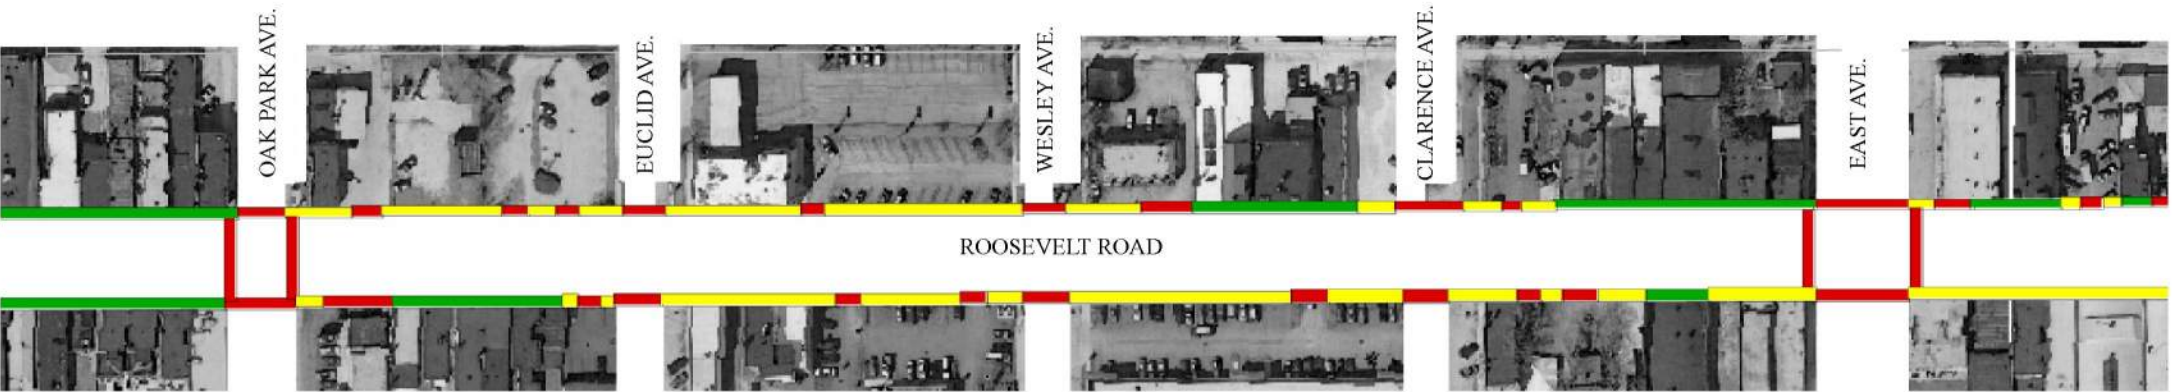 OAK PARK AVE.
EUCLID AVE.
WESLEY AVE.
CLARENCE AVE.
EAST AVE.
ROOSEVELT ROAD